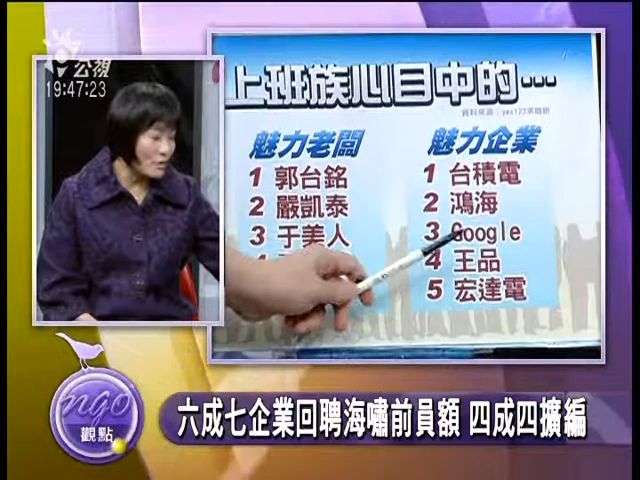 公視
19:47:23
上班族心目中的…
資料來源:yes123求職網
魅力老闆
1 郭台銘
2 嚴凱泰
3 于美人
魅力企業
1 台積電
2 鴻海
3 Google
4 王品
5 宏達電
ngo
觀點
六成七企業回聘海嘯前員額 四成四擴編